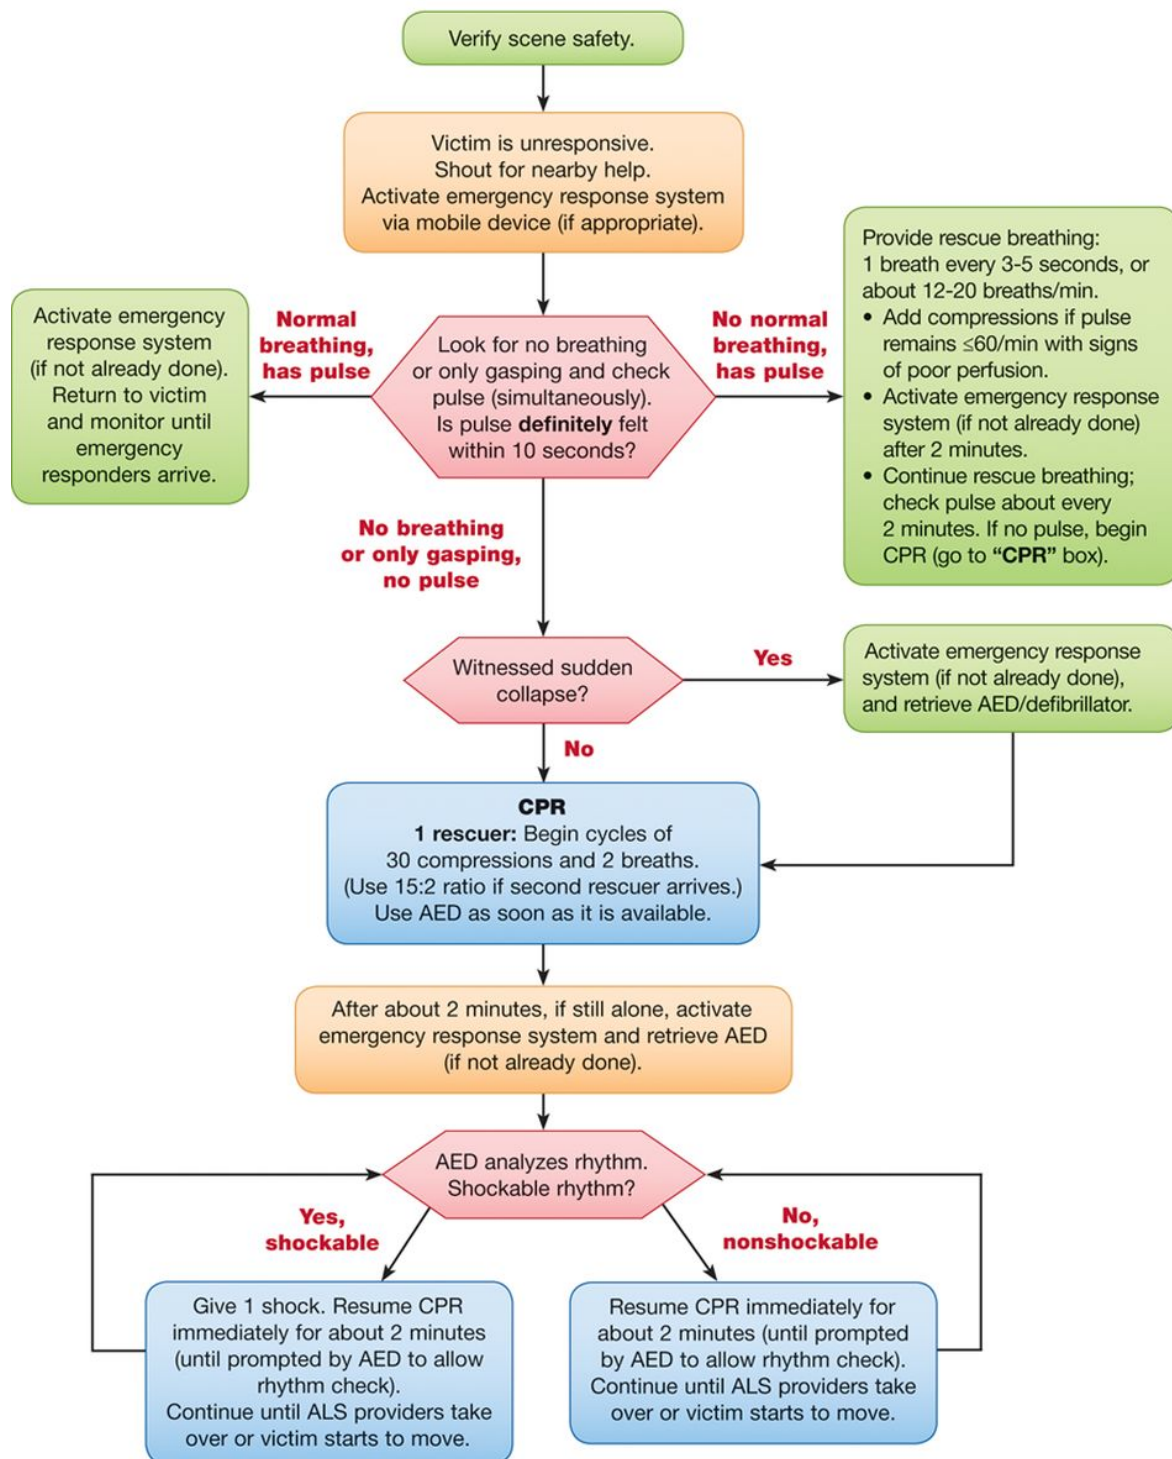 Verify scene safety.
Victim is unresponsive.
Shout for nearby help.
Activate emergency response system
via mobile device (if appropriate).
Normal
breathing,
has pulse
Activate emergency
response system
(if not already done).
Return to victim
and monitor until
emergency
responders arrive.
Look for no breathing
or only gasping and check
pulse (simultaneously).
Is pulse definitely felt
within 10 seconds?
No normal
breathing,
has pulse
Provide rescue breathing:
1 breath every 3-5 seconds, or
about 12-20 breaths/min.
• Add compressions if pulse
remains ≤60/min with signs
of poor perfusion.
• Activate emergency response
system (if not already done)
after 2 minutes.
• Continue rescue breathing;
check pulse about every
2 minutes. If no pulse, begin
CPR (go to “CPR” box).
No breathing
or only gasping,
no pulse
Witnessed sudden
collapse?
Yes
Activate emergency response
system (if not already done),
and retrieve AED/defibrillator.
No
CPR
1 rescuer: Begin cycles of
30 compressions and 2 breaths.
(Use 15:2 ratio if second rescuer arrives.)
Use AED as soon as it is available.
After about 2 minutes, if still alone, activate
emergency response system and retrieve AED
(if not already done).
AED analyzes rhythm.
Shockable rhythm?
Yes,
shockable
No,
nonshockable
Give 1 shock. Resume CPR
immediately for about 2 minutes
(until prompted by AED to allow
rhythm check).
Continue until ALS providers take
over or victim starts to move.
Resume CPR immediately for
about 2 minutes (until prompted
by AED to allow rhythm check).
Continue until ALS providers take
over or victim starts to move.